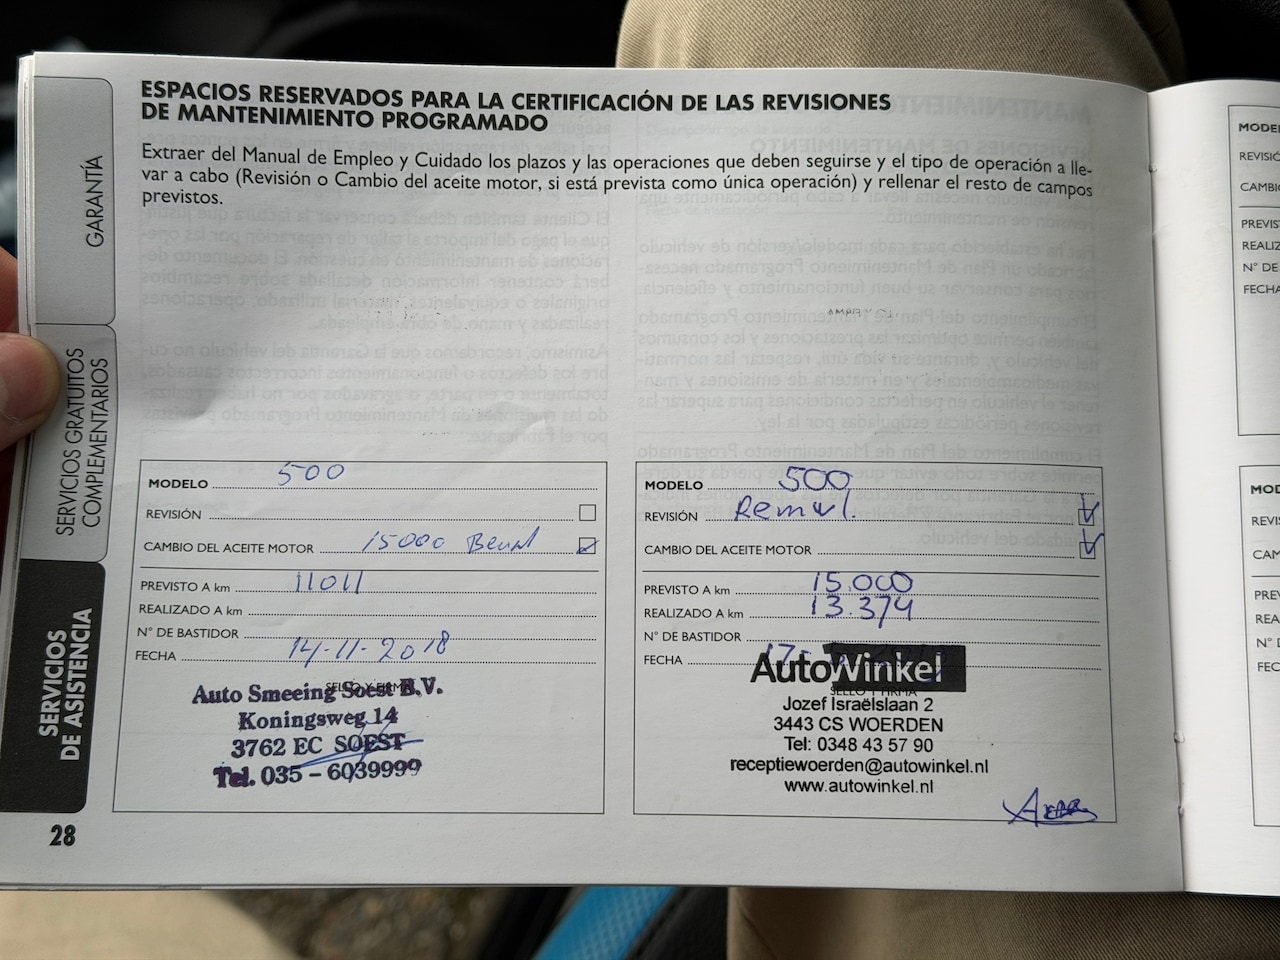 ESPACIOS RESERVADOS PARA LA CERTIFICACIÓN DE LAS REVISIONES
DE MANTENIMIENTO PROGRAMADO
Extraer del Manual de Empleo y Cuidado los plazos y las operaciones que deben seguirse y el tipo de operación a lle-
var a cabo (Revisión o Cambio del aceite motor, si está prevista como única operación) y rellenar el resto de campos
previstos.
GARANTÍA
SERVICIOS GRATUITOS
COMPLEMENTARIOS
SERVICIOS
DE ASISTENCIA
MODELO 500
REVISIÓN
CAMBIO DEL ACEITE MOTOR 15000 Beurt
PREVISTO A km 11011
REALIZADO A km
N° DE BASTIDOR
FECHA 14-11-2018
SELLO Y FIRMA
Auto Smeeing Soest B.V.
Koningsweg 14
3762 EC SOEST
Tel. 035 - 6039999
MODELO 500
REVISIÓN
CAMBIO DEL ACEITE MOTOR
PREVISTO A km 15.000
REALIZADO A km 13.374
N° DE BASTIDOR
FECHA 17-
AutoWinkel
SELLO Y FIRMA
Jozef Israëlslaan 2
3443 CS WOERDEN
Tel: 0348 43 57 90
receptiewoerden@autowinkel.nl
www.autowinkel.nl
28